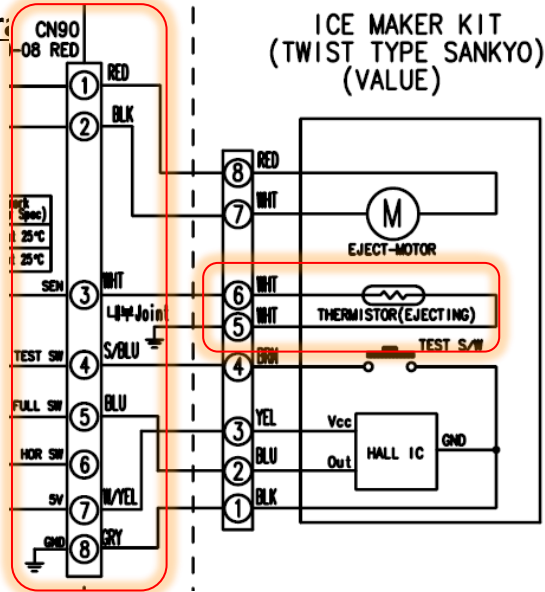 CN90
-08 RED
ICE MAKER KIT
(TWIST TYPE SANKYO)
(VALUE)
1 RED
2 BLK
8 RED
7 WHT
M
EJECT-MOTOR
Spec)
25°C
25°C
SEN 3 WHT
Joint
6 WHT
5 WHT
THERMISTOR(EJECTING)
TEST SW 4 S/BLU
4 BRN
TEST S/W
FULL SW 5 BLU
3 YEL
Vcc
HALL IC
GND
HOR SW 6
2 BLU
Out
5V 7 W/YEL
1 BLK
GND 8 GRY